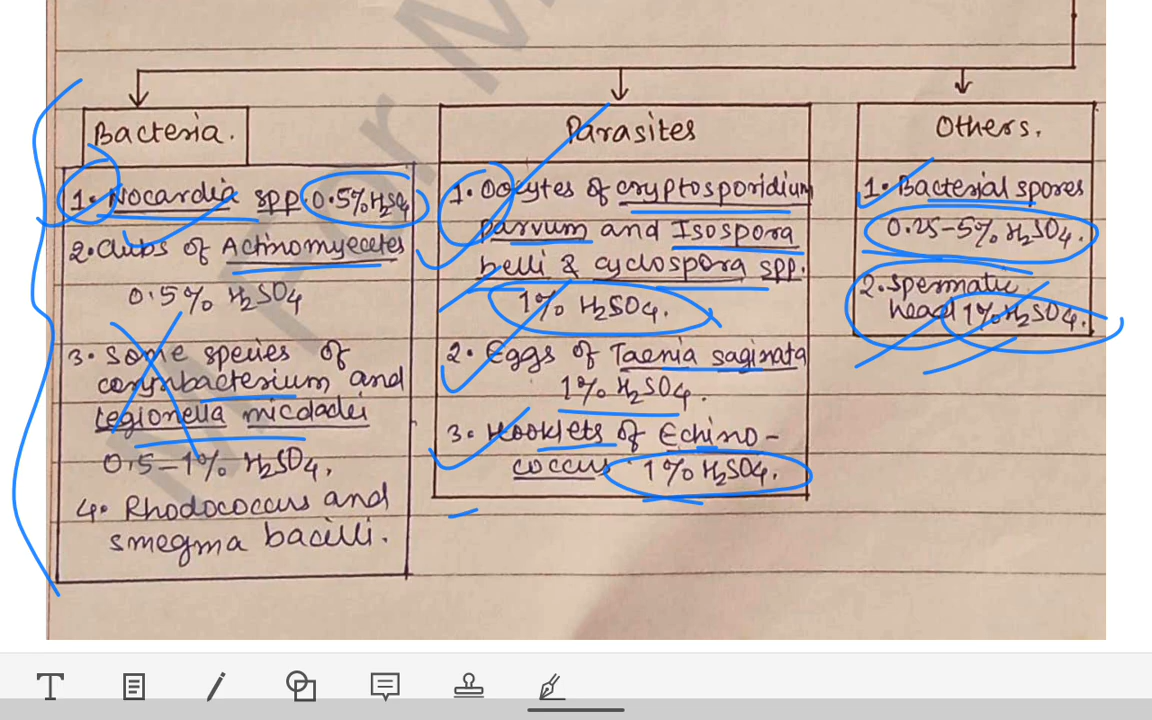 Bacteria.
1. Nocardia spp. 0.5% H2SO4
2. Clubs of Actinomycetes
0.5% H2SO4
3. Some species of
corynbacterium and
Legionella micdadei
0.5-1% H2SO4.
4. Rhodococcus and
smegma bacilli.
Parasites
1. Oocytes of cryptosporidium
parvum and Isospora
belli & cyclospora spp.
1% H2SO4.
2. Eggs of Taenia saginata
1% H2SO4.
3. Hooklets of Echino-
coccus 1% H2SO4.
Others.
1. Bacterial spores
0.25-5% H2SO4.
2. Spermatic
head 1% H2SO4.